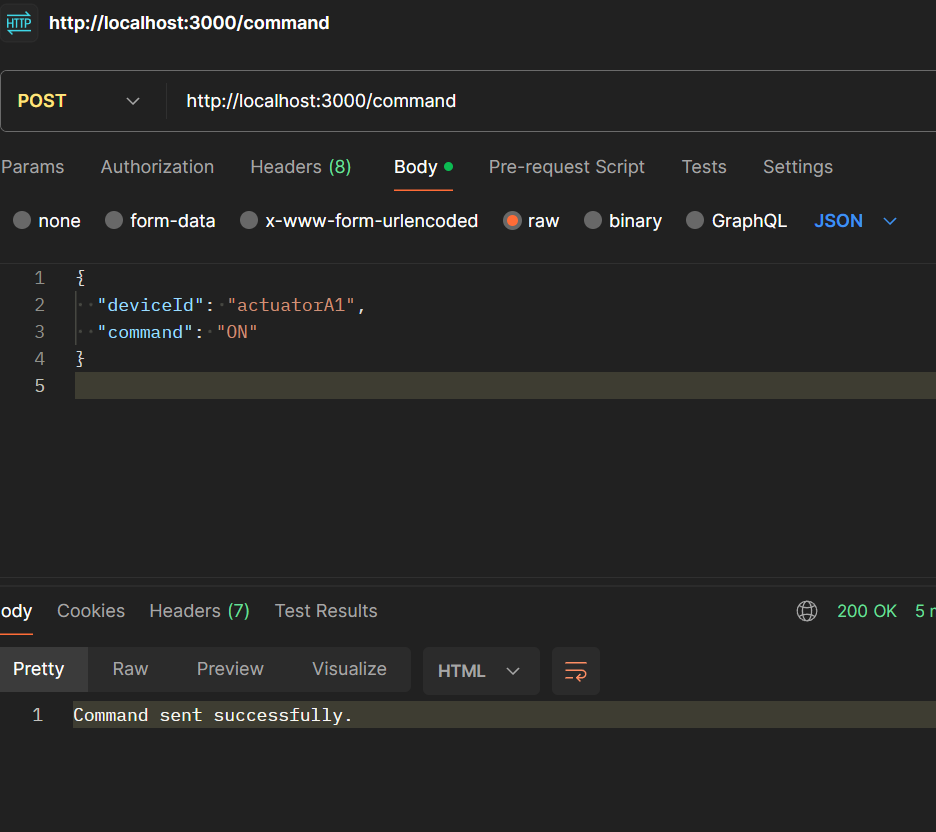 HTTP http://localhost:3000/command
POST http://localhost:3000/command
Params Authorization Headers (8) Body Pre-request Script Tests Settings
none form-data x-www-form-urlencoded raw binary GraphQL JSON
1 {
2 "deviceId": "actuatorA1",
3 "command": "ON"
4 }
5
ody Cookies Headers (7) Test Results 200 OK 5 m
Pretty Raw Preview Visualize HTML
1 Command sent successfully.